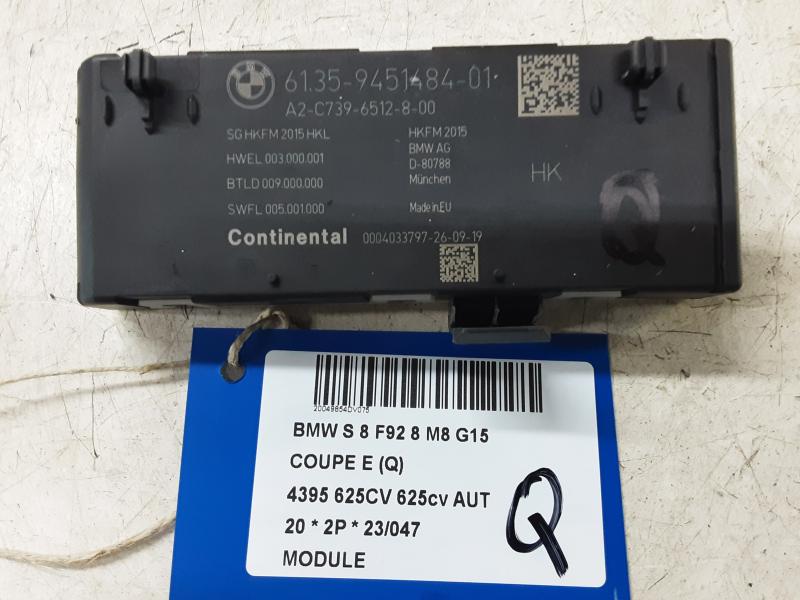 BMW
61.35-9451484-01
A2-C739-6512-8-00
SG HKFM 2015 HKL
HWEL 003.000.001
BTLD 009.000.000
SWFL 005.001.000
HKFM 2015
BMW AG
D-80788
München
Made in EU
HK
Q
Continental 0004033797-26-09-19
20049854DV075
BMW S 8 F92 8 M8 G15
COUPE E (Q)
4395 625CV 625cv AUT
20 * 2P * 23/047
MODULE
Q